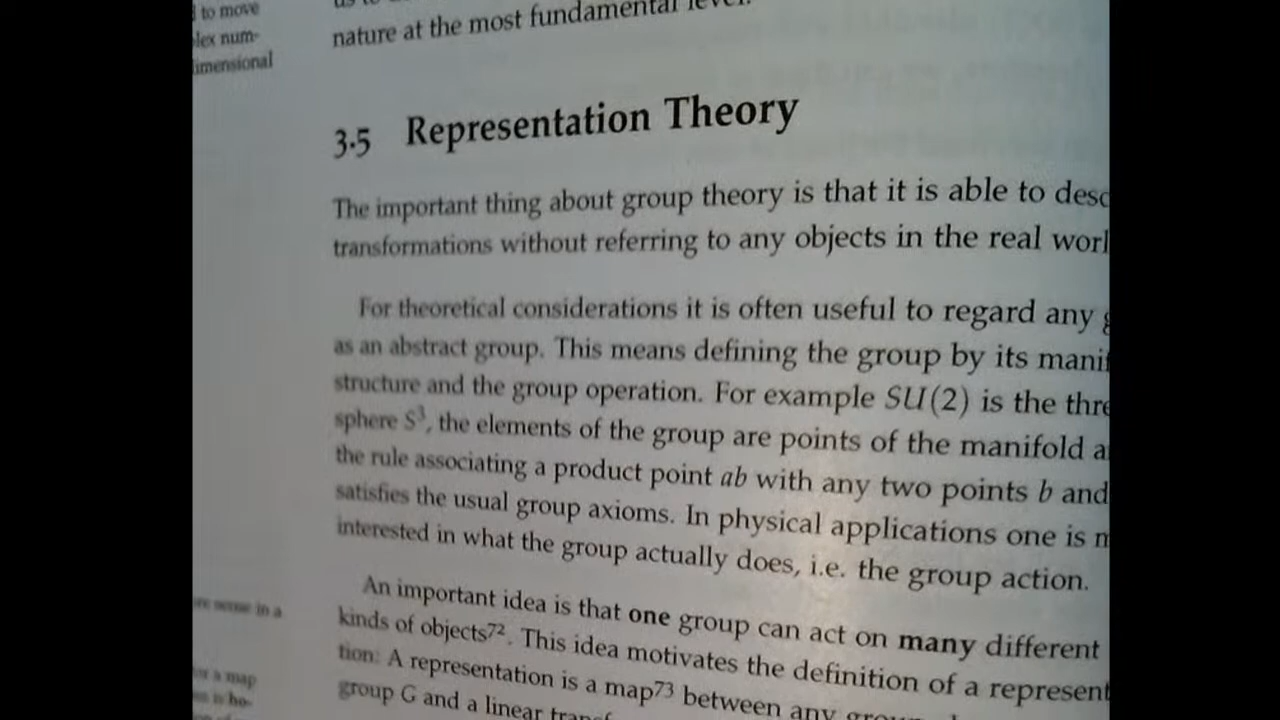 to move
nature at the most fundamental level.
3.5 Representation Theory
The important thing about group theory is that it is able to desc
transformations without referring to any objects in the real worl
For theoretical considerations it is often useful to regard any g
as an abstract group. This means defining the group by its manif
structure and the group operation. For example SU(2) is the thre
sphere S³, the elements of the group are points of the manifold a
the rule associating a product point ab with any two points b and
satisfies the usual group axioms. In physical applications one is m
interested in what the group actually does, i.e. the group action.
An important idea is that one group can act on many different
kinds of objects⁷². This idea motivates the definition of a represent
tion: A representation is a map⁷³ between any
group G and a linear
lex num-
imensional
sense in a
a map